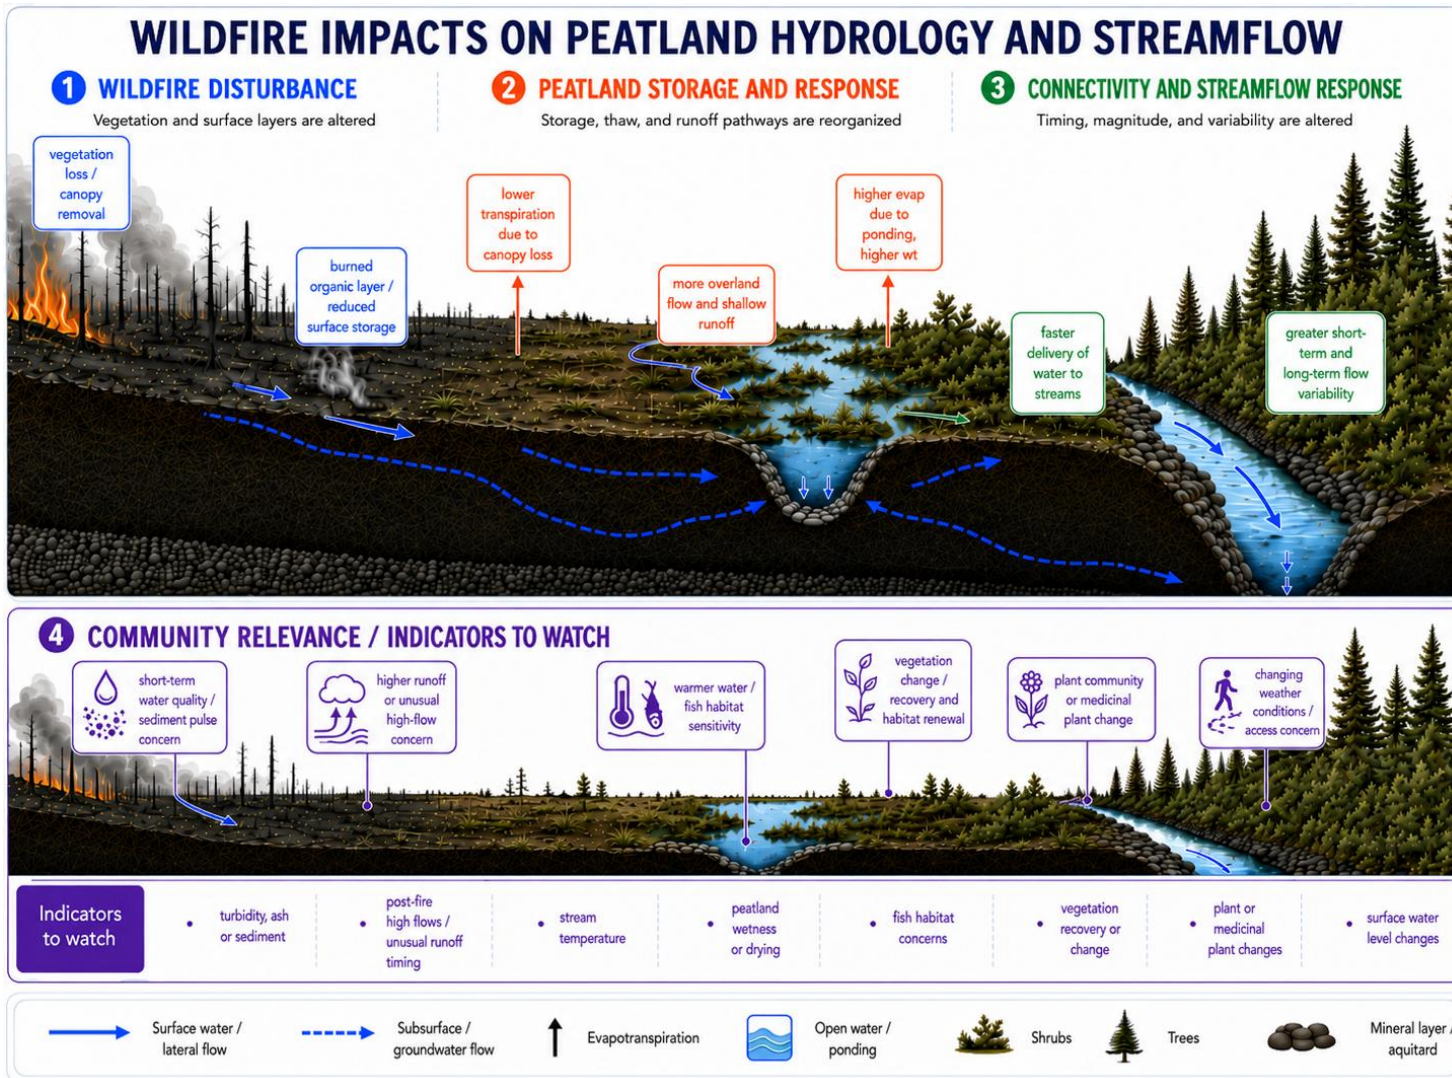 WILDFIRE IMPACTS ON PEATLAND HYDROLOGY AND STREAMFLOW
1 WILDFIRE DISTURBANCE
Vegetation and surface layers are altered
2 PEATLAND STORAGE AND RESPONSE
Storage, thaw, and runoff pathways are reorganized
3 CONNECTIVITY AND STREAMFLOW RESPONSE
Timing, magnitude, and variability are altered
vegetation
loss /
canopy
removal
burned
organic layer /
reduced
surface storage
lower
transpiration
due to
canopy loss
more overland
flow and shallow
runoff
higher evap
due to
ponding,
higher wt
faster
delivery of
water to
streams
greater short-
term and
long-term flow
variability
4 COMMUNITY RELEVANCE / INDICATORS TO WATCH
short-term
water quality /
sediment pulse
concern
higher runoff
or unusual
high-flow
concern
warmer water /
fish habitat
sensitivity
vegetation
change /
recovery and
habitat renewal
plant community
or medicinal
plant change
changing
weather
conditions /
access concern
Indicators
to watch
• turbidity, ash
or sediment
• post-fire
high flows /
unusual runoff
timing
• stream
temperature
• peatland
wetness
or drying
• fish habitat
concerns
• vegetation
recovery or
change
• plant or
medicinal
plant changes
• surface water
level changes
Surface water /
lateral flow
Subsurface /
groundwater flow
Evapotranspiration
Open water /
ponding
Shrubs
Trees
Mineral layer /
aquitard